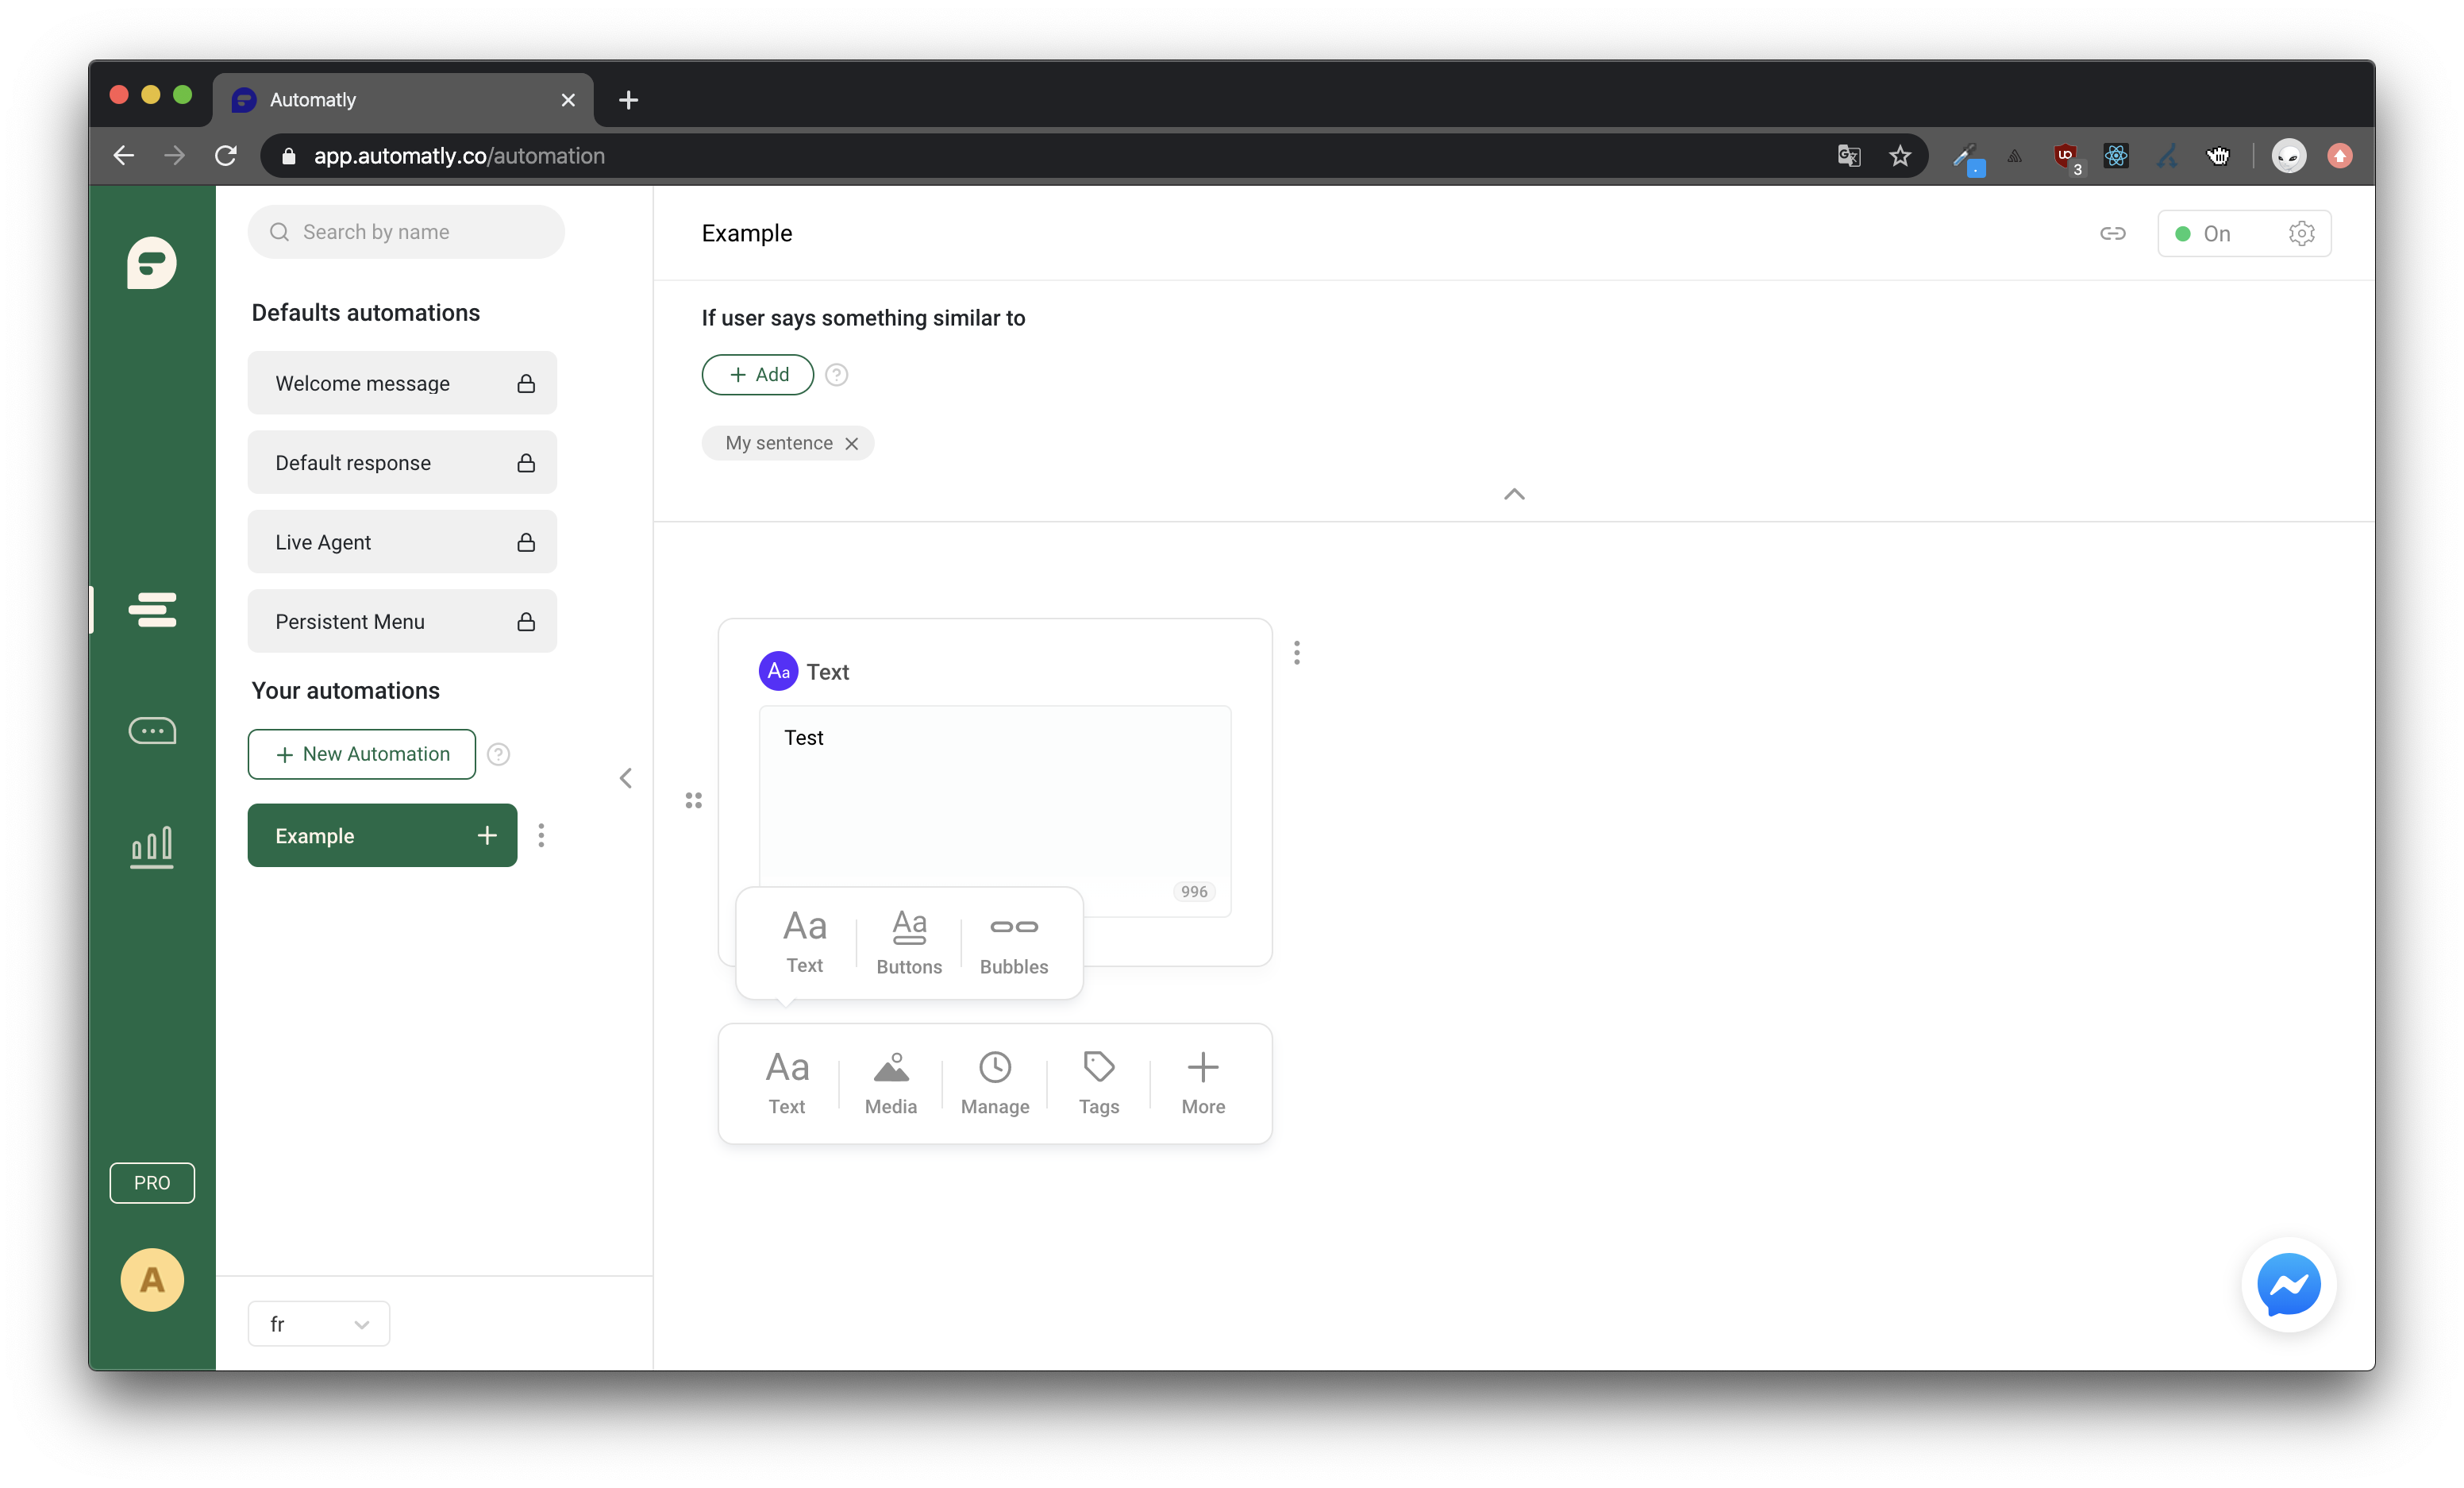 Automatly
app.automatly.co/automation
3
Search by name
Defaults automations
Welcome message
Default response
Live Agent
Persistent Menu
Your automations
+ New Automation
?
Example +
PRO
A
fr
Example
On
If user says something similar to
+ Add
?
My sentence
Aa Text
Test
996
Aa
Text
Aa
Buttons
Bubbles
Aa
Text
Media
Manage
Tags
More